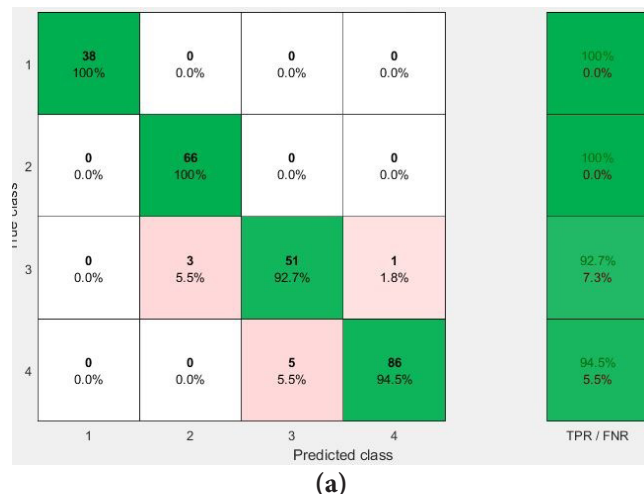 38 0 0 0 100%
1 100% 0.0% 0.0% 0.0% 0.0%
0 66 0 0 100%
2 0.0% 100% 0.0% 0.0% 0.0%
0 3 51 1 92.7%
3 0.0% 5.5% 92.7% 1.8% 7.3%
0 0 5 86 94.5%
4 0.0% 0.0% 5.5% 94.5% 5.5%
True class
1 2 3 4 TPR / FNR
Predicted class
(a)